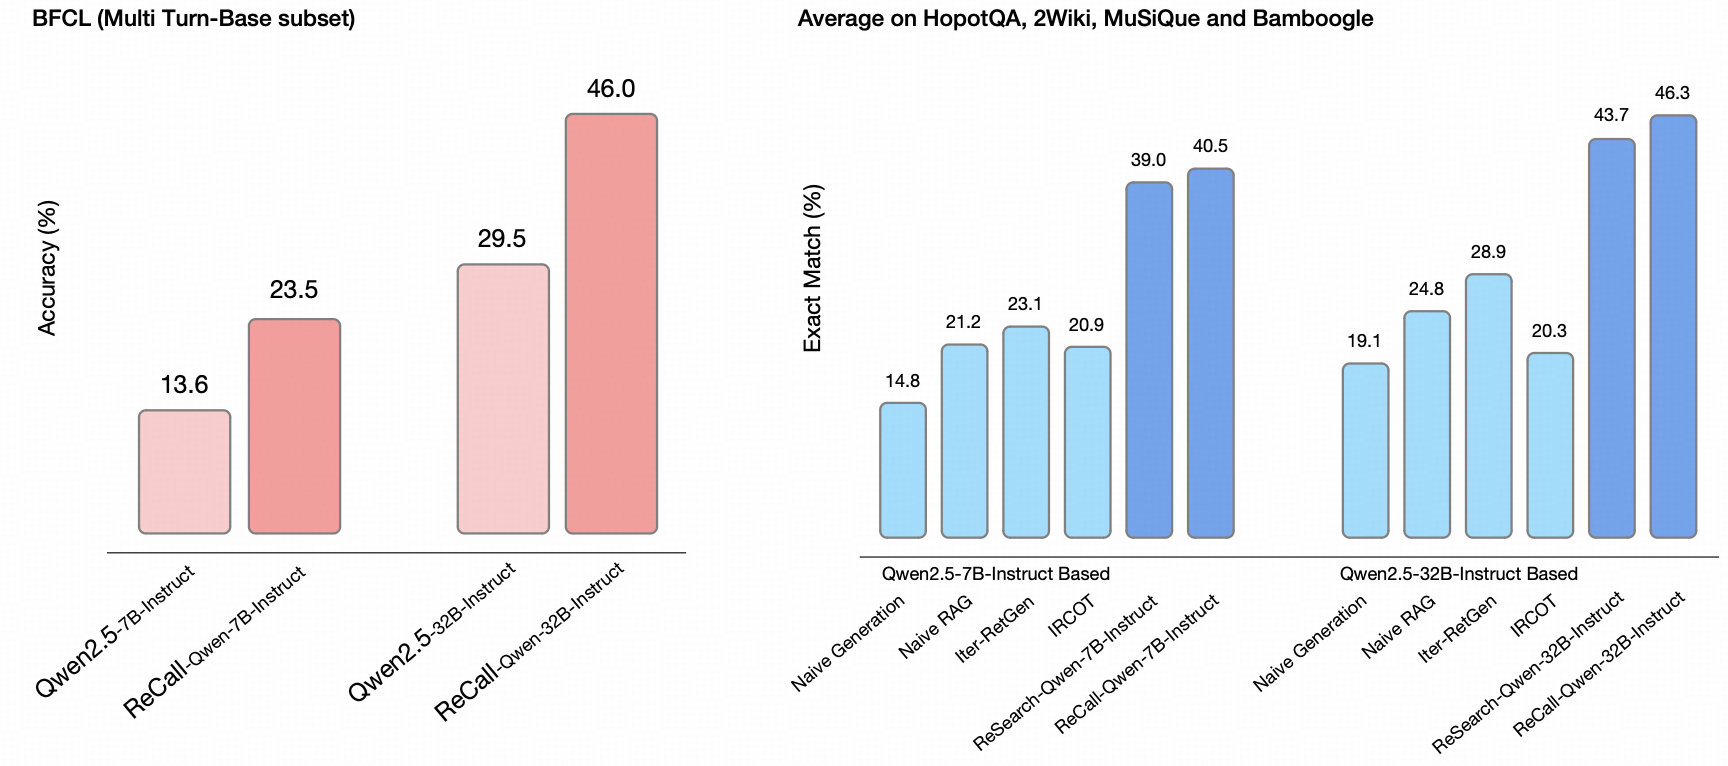 BFCL (Multi Turn-Base subset)
Accuracy (%)
13.6
23.5
29.5
46.0
Qwen2.5-7B-Instruct
ReCall-Qwen-7B-Instruct
Qwen2.5-32B-Instruct
ReCall-Qwen-32B-Instruct
Average on HopotQA, 2Wiki, MuSiQue and Bamboogle
Exact Match (%)
14.8
21.2
23.1
20.9
39.0
40.5
19.1
24.8
28.9
20.3
43.7
46.3
Qwen2.5-7B-Instruct Based
Naive Generation
Naive RAG
Iter-RetGen
IRCOT
ReSearch-Qwen-7B-Instruct
ReCall-Qwen-7B-Instruct
Qwen2.5-32B-Instruct Based
Naive Generation
Naive RAG
Iter-RetGen
IRCOT
ReSearch-Qwen-32B-Instruct
ReCall-Qwen-32B-Instruct